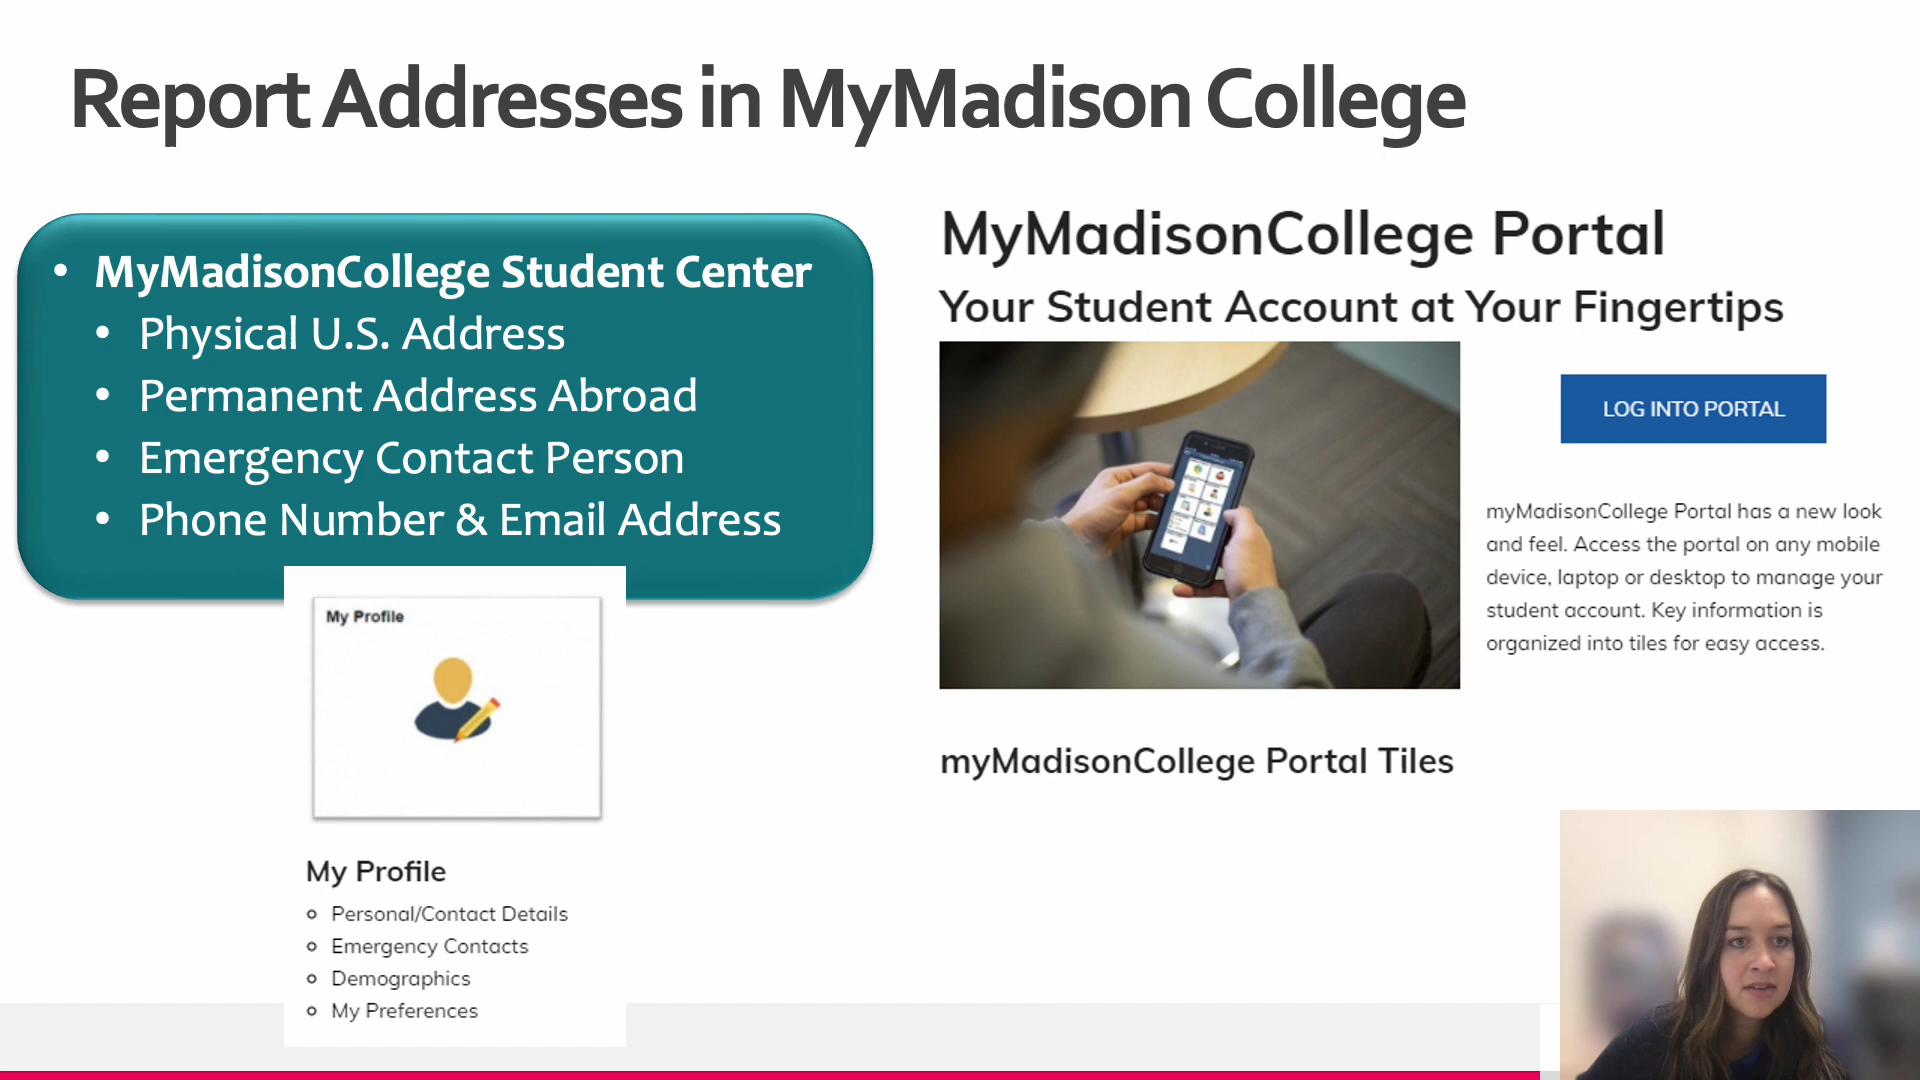 Report Addresses in MyMadison College
• MyMadisonCollege Student Center
• Physical U.S. Address
• Permanent Address Abroad
• Emergency Contact Person
• Phone Number & Email Address
My Profile
My Profile
Personal/Contact Details
Emergency Contacts
Demographics
My Preferences
MyMadisonCollege Portal
Your Student Account at Your Fingertips
LOG INTO PORTAL
myMadisonCollege Portal has a new look
and feel. Access the portal on any mobile
device, laptop or desktop to manage your
student account. Key information is
organized into tiles for easy access.
myMadisonCollege Portal Tiles